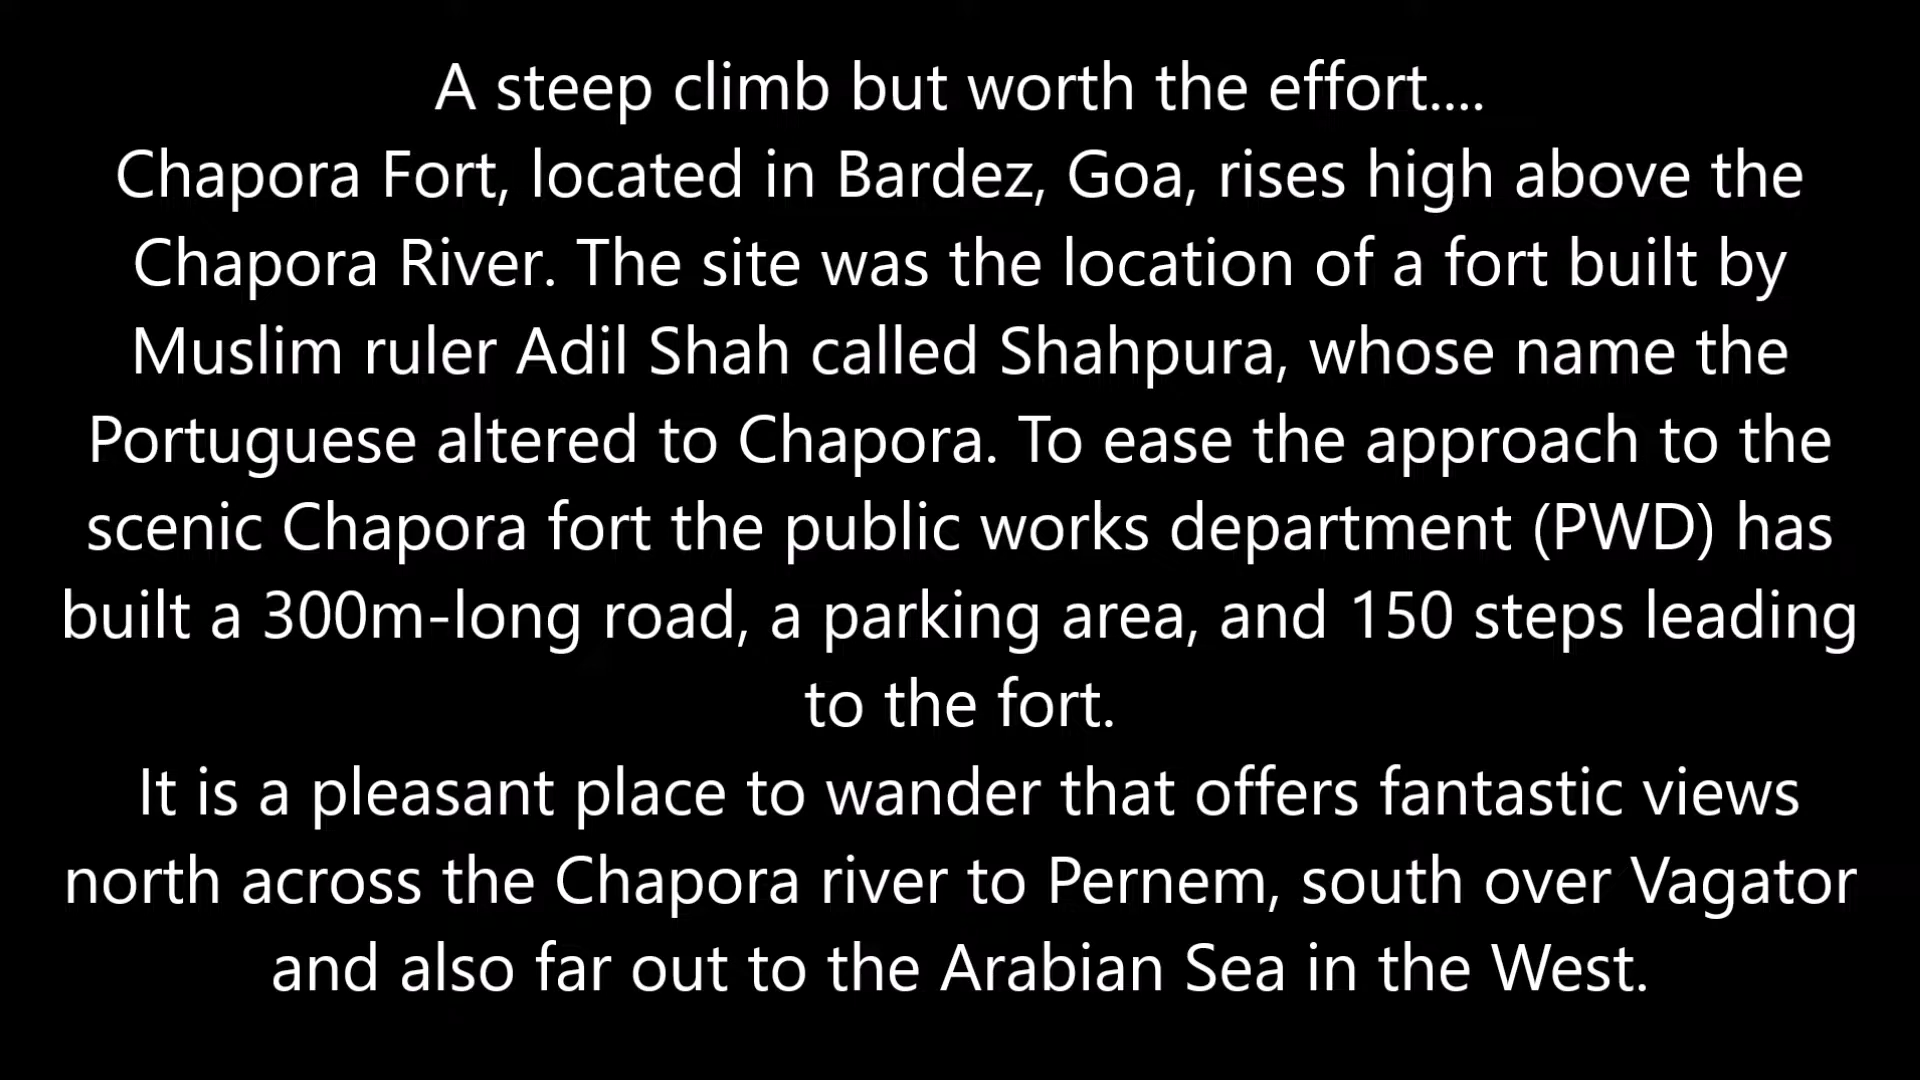 A steep climb but worth the effort....
Chapora Fort, located in Bardez, Goa, rises high above the
Chapora River. The site was the location of a fort built by
Muslim ruler Adil Shah called Shahpura, whose name the
Portuguese altered to Chapora. To ease the approach to the
scenic Chapora fort the public works department (PWD) has
built a 300m-long road, a parking area, and 150 steps leading
to the fort.
It is a pleasant place to wander that offers fantastic views
north across the Chapora river to Pernem, south over Vagator
and also far out to the Arabian Sea in the West.